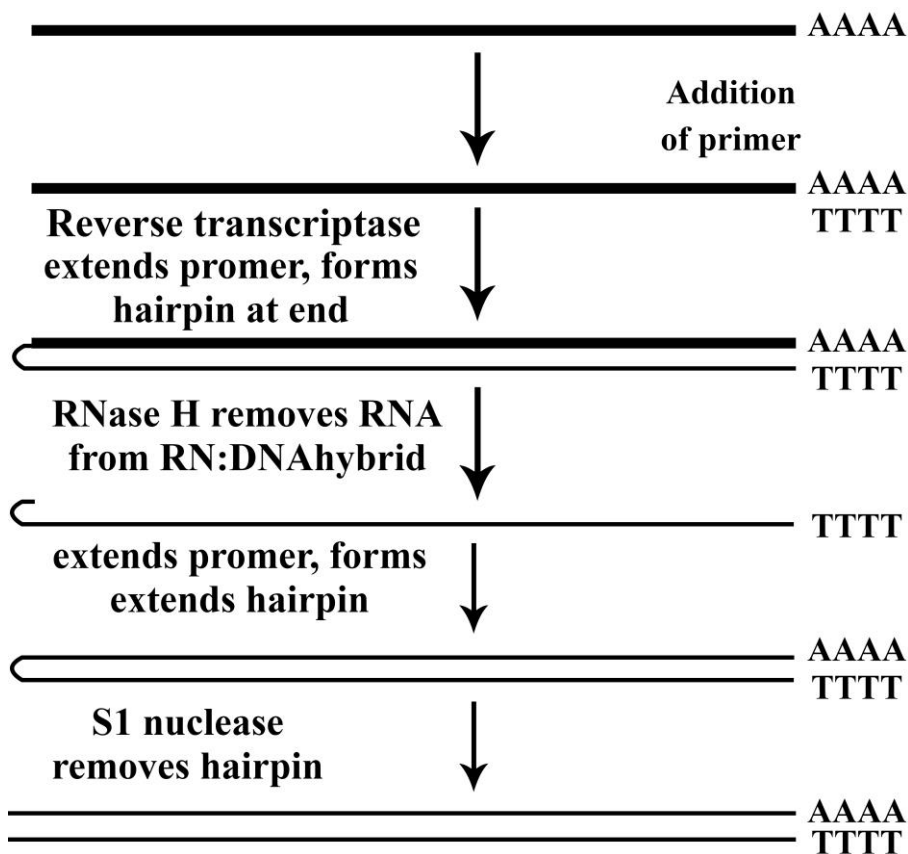 AAAA
Addition
of primer
AAAA
TTTT
Reverse transcriptase
extends promer, forms
hairpin at end
AAAA
TTTT
RNase H removes RNA
from RN:DNAhybrid
TTTT
extends promer, forms
extends hairpin
AAAA
TTTT
S1 nuclease
removes hairpin
AAAA
TTTT